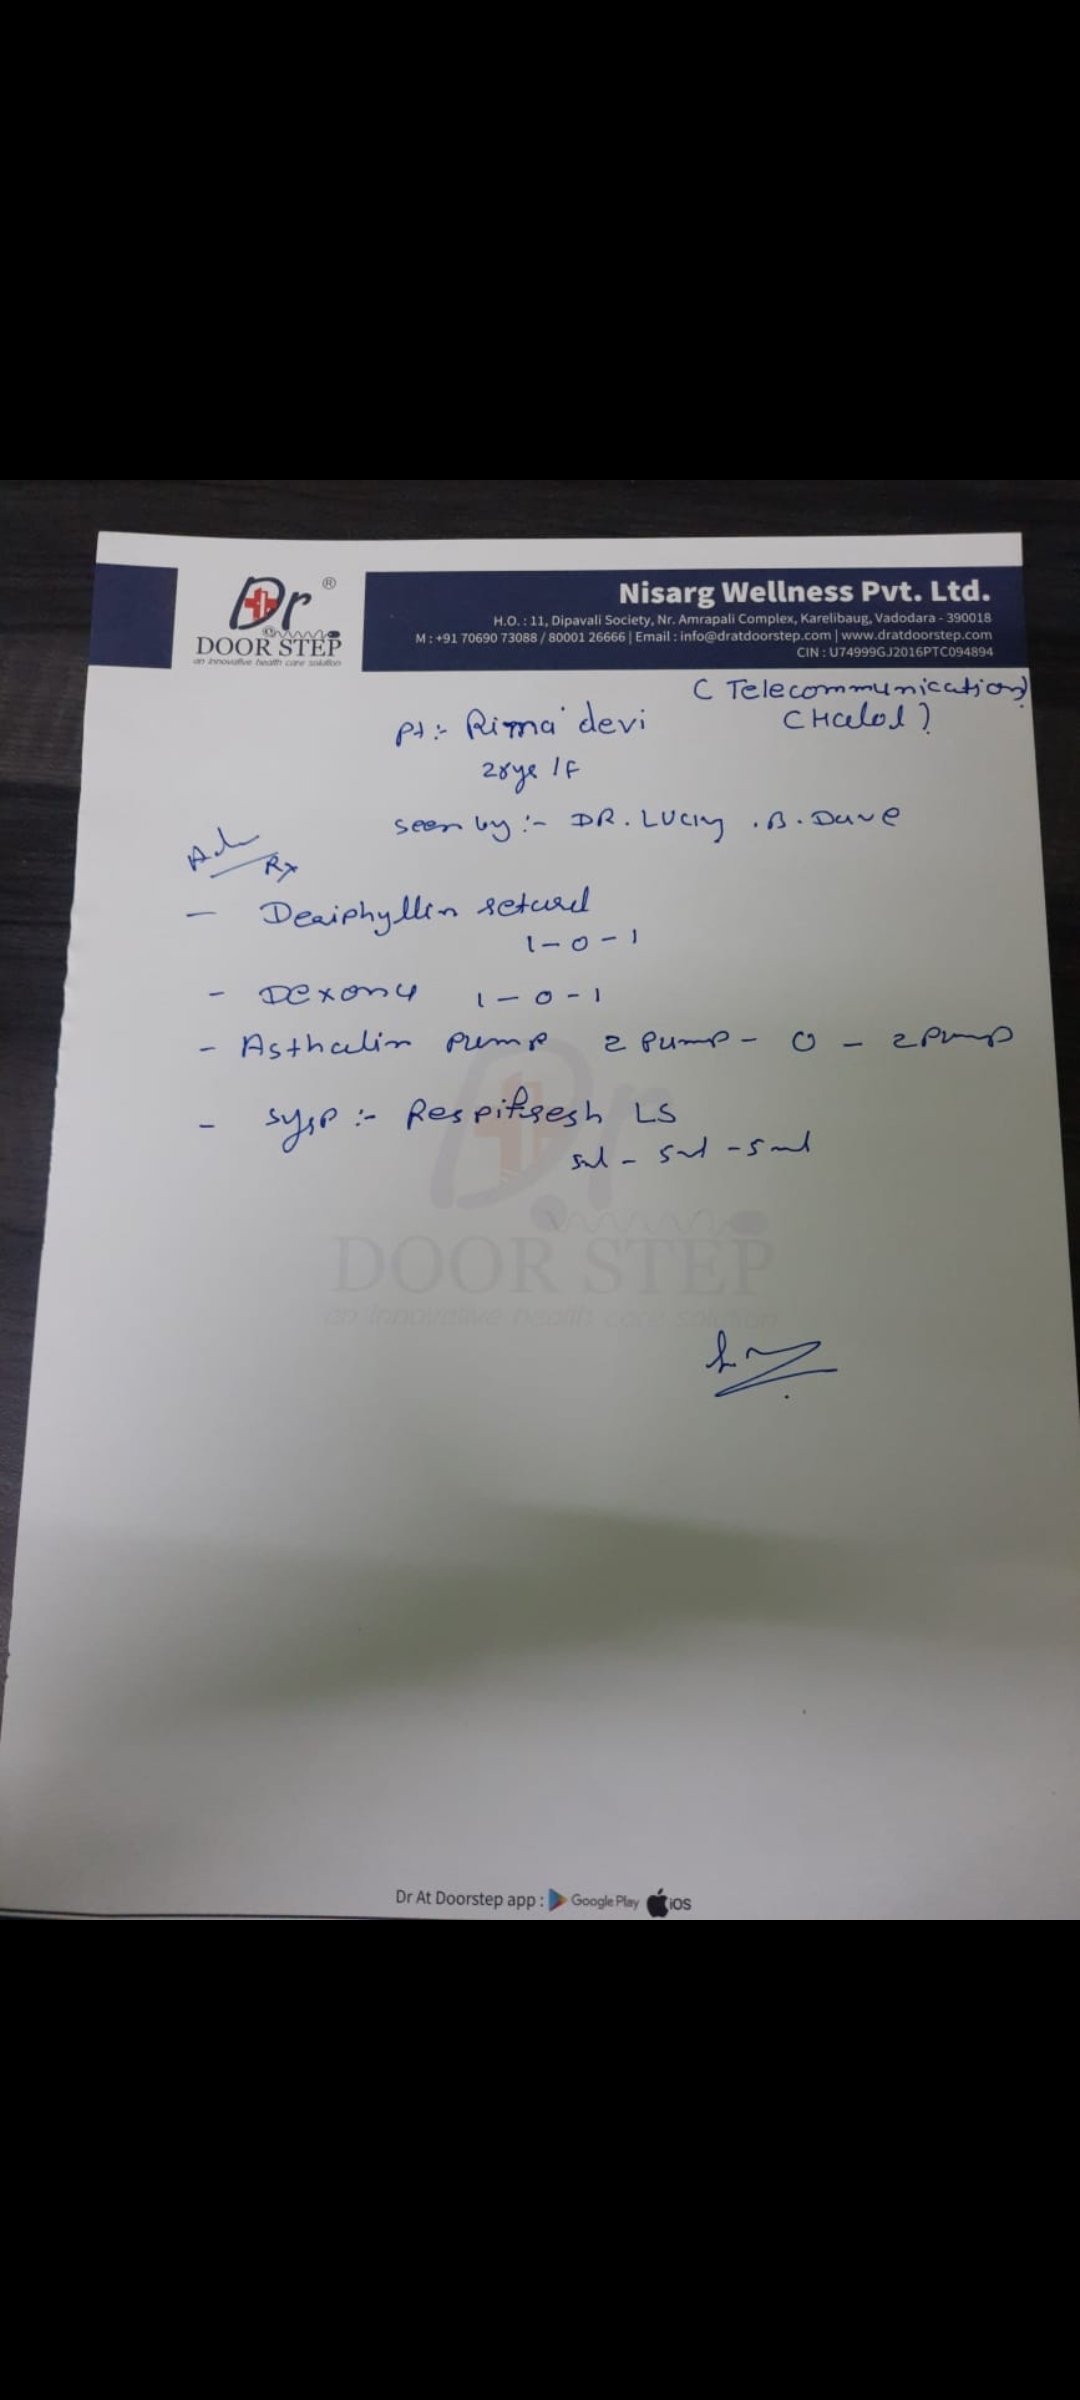 Dr ®
DOOR STEP
an innovative health care solution
Nisarg Wellness Pvt. Ltd.
H.O. : 11, Dipavali Society, Nr. Amrapali Complex, Karelibaug, Vadodara - 390018
M : +91 70690 73088 / 80001 26666 | Email : info@dratdoorstep.com | www.dratdoorstep.com
CIN : U74999GJ2016PTC094894
( Telecommunication)
Pt :- Rima devi (Halol)
/ F
seen by :- DR. Lucky . B. Dave
Rx
- Deriphyllin retard
1 - 0 - 1
- Dexona 1 - 0 - 1
- Asthalin pump 2 Pump - 0 - 2 Pump
- Syrp :- Respifresh LS
5ml - 5ml - 5ml
Dr
DOOR STEP
an innovative health care solution
Dr At Doorstep app : Google Play iOS